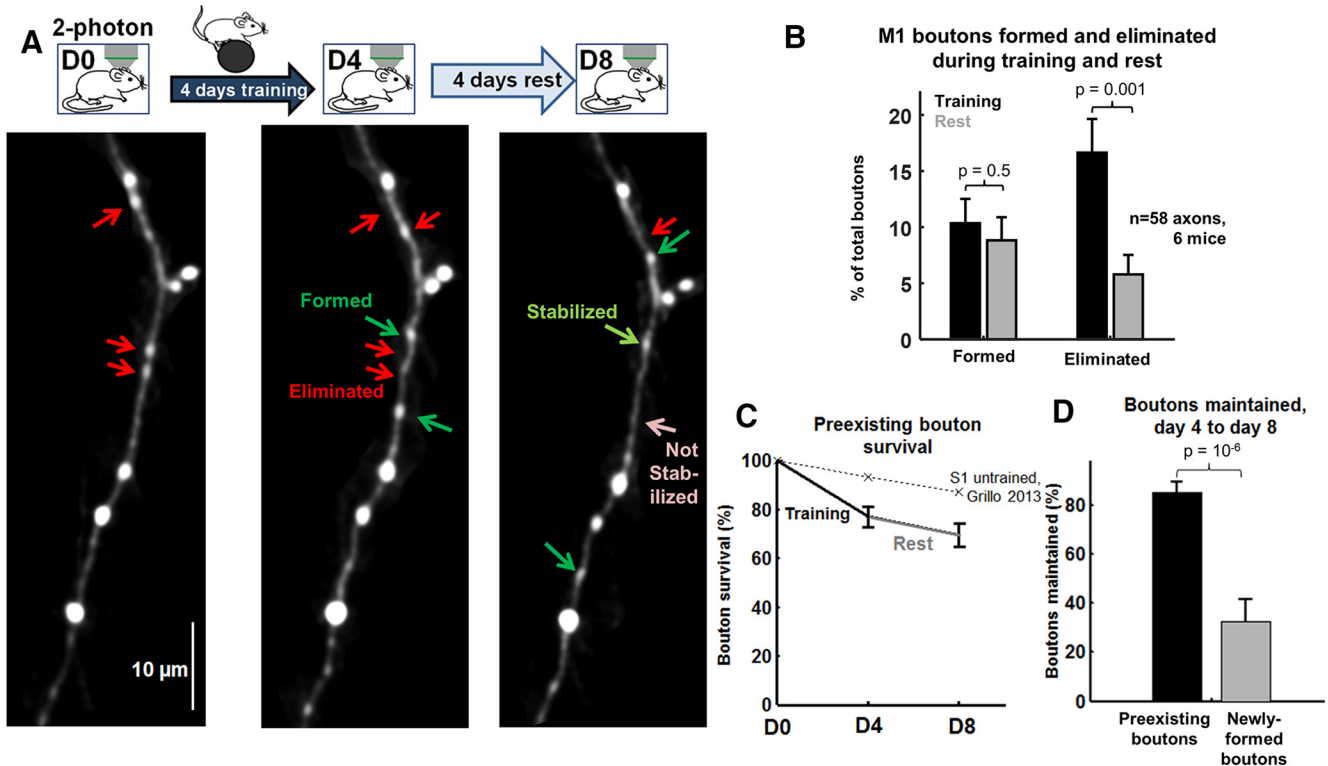 A
2-photon
D0
4 days training
D4
4 days rest
D8
Formed
Eliminated
Stabilized
Not
Stab-
ilized
10 µm
B
M1 boutons formed and eliminated
during training and rest
Training
Rest
p = 0.001
p = 0.5
n=58 axons,
6 mice
% of total boutons
20
15
10
5
0
Formed
Eliminated
C
Preexisting bouton
survival
Bouton survival (%)
100
80
60
40
20
0
S1 untrained,
Grillo 2013
Training
Rest
D0
D4
D8
D
Boutons maintained,
day 4 to day 8
p = 10-6
Boutons maintained (%)
80
60
40
20
0
Preexisting
boutons
Newly-
formed
boutons